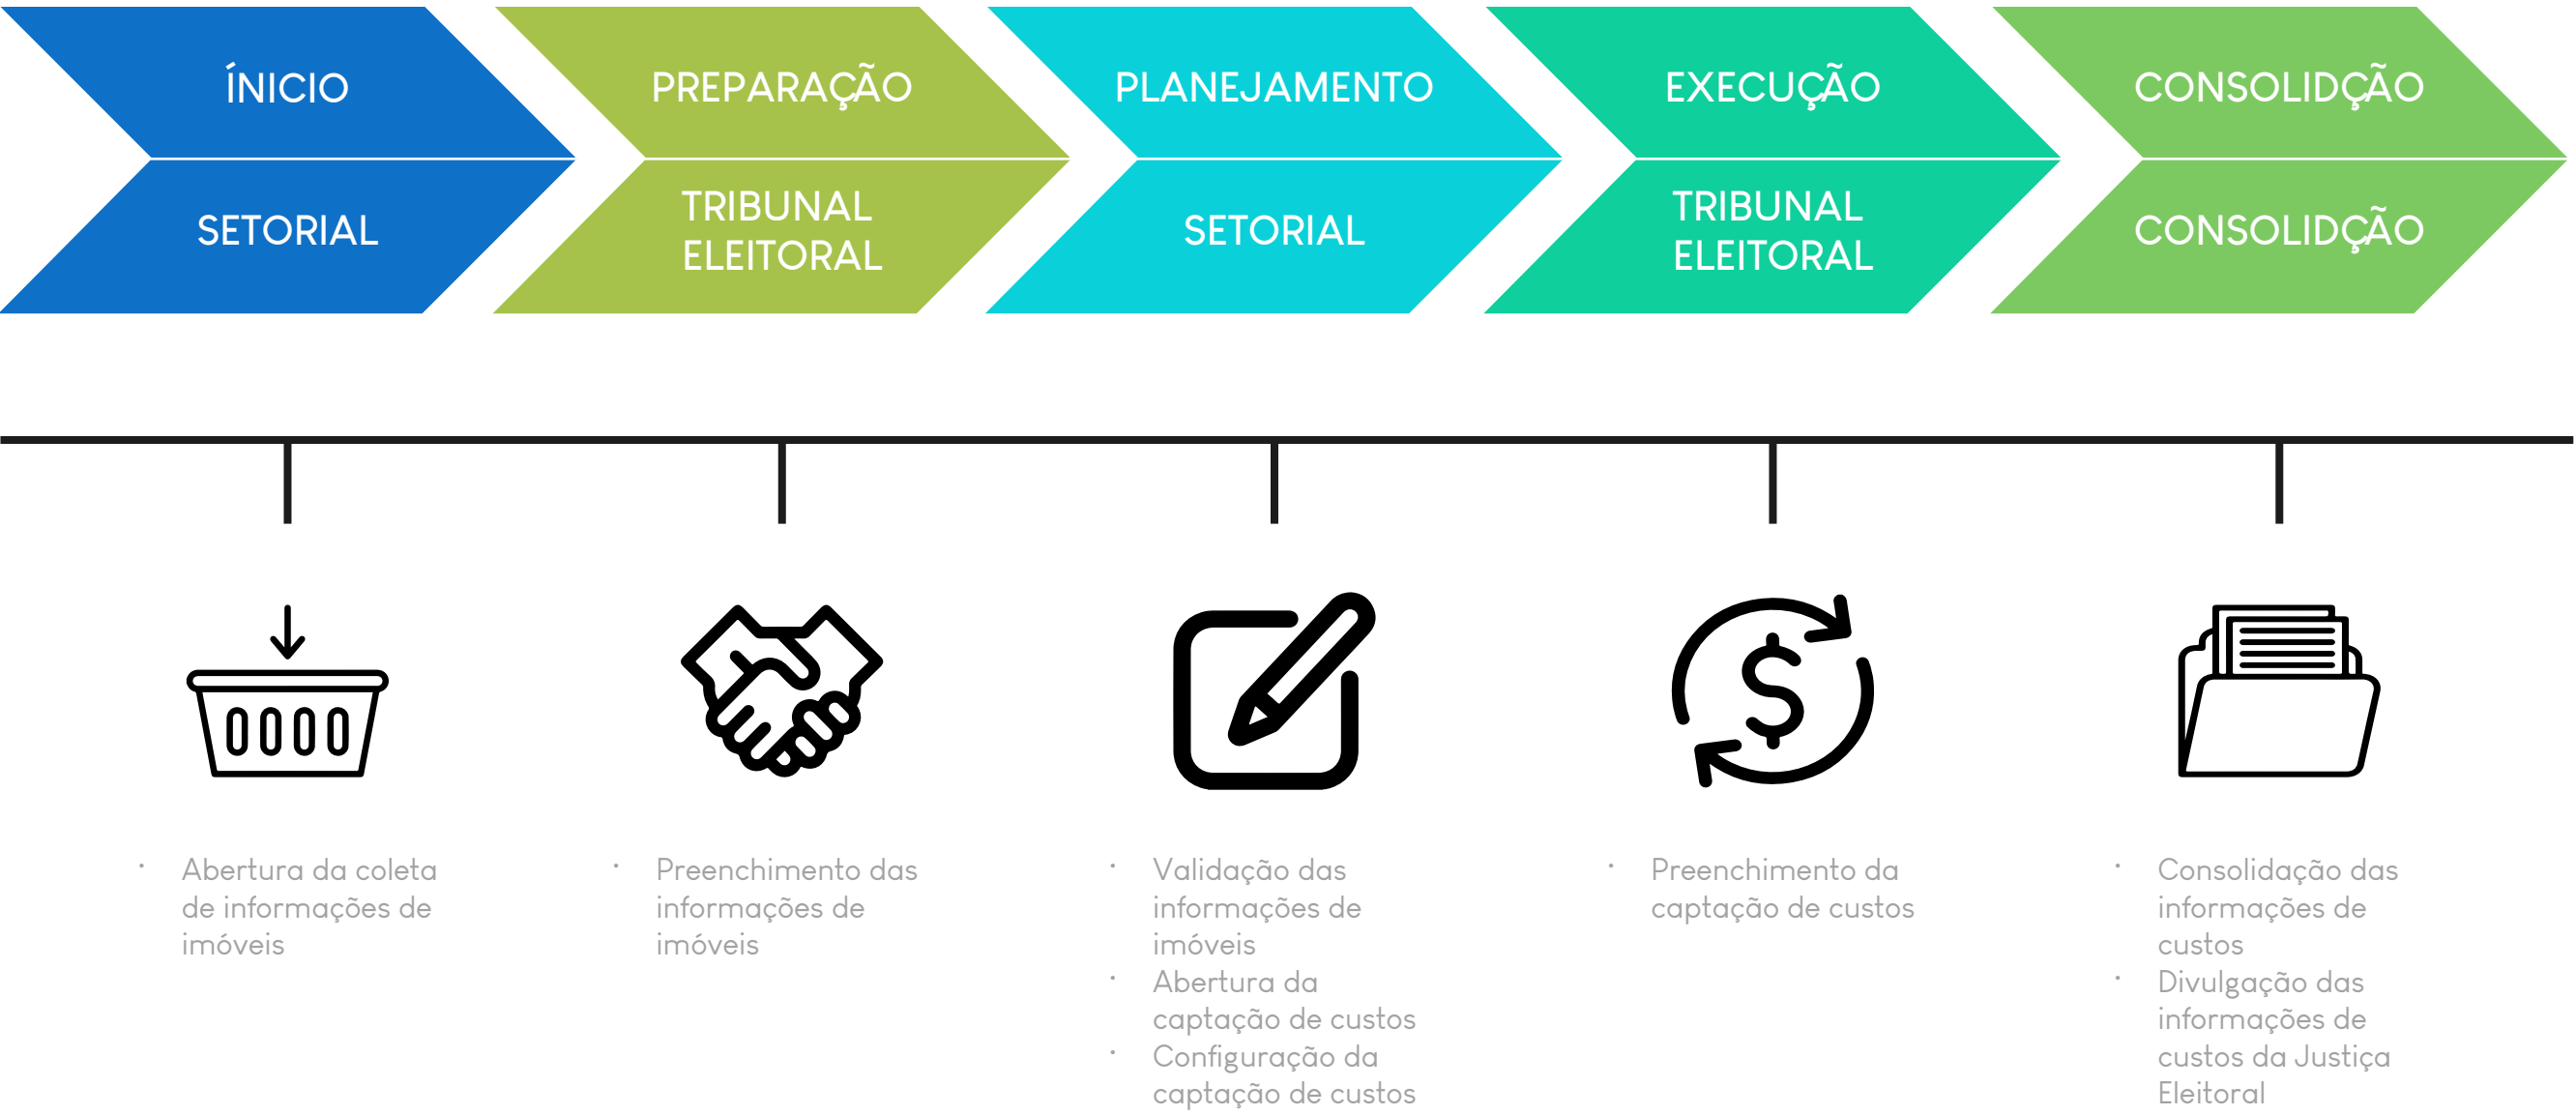 ÍNICIO
SETORIAL
PREPARAÇÃO
TRIBUNAL
ELEITORAL
PLANEJAMENTO
SETORIAL
EXECUÇÃO
TRIBUNAL
ELEITORAL
CONSOLIDÇÃO
CONSOLIDÇÃO
· Abertura da coleta
de informações de
imóveis
· Preenchimento das
informações de
imóveis
· Validação das
informações de
imóveis
· Abertura da
captação de custos
· Configuração da
captação de custos
· Preenchimento da
captação de custos
· Consolidação das
informações de
custos
· Divulgação das
informações de
custos da Justiça
Eleitoral